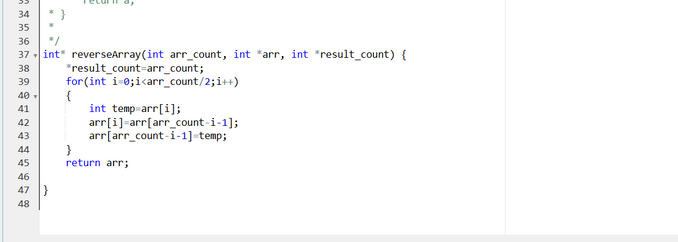 33         return a;
34  * }
35  *
36  */
37 int* reverseArray(int arr_count, int *arr, int *result_count) {
38     *result_count=arr_count;
39     for(int i=0;i<arr_count/2;i++)
40     {
41         int temp=arr[i];
42         arr[i]=arr[arr_count-i-1];
43         arr[arr_count-i-1]=temp;
44     }
45     return arr;
46
47 }
48